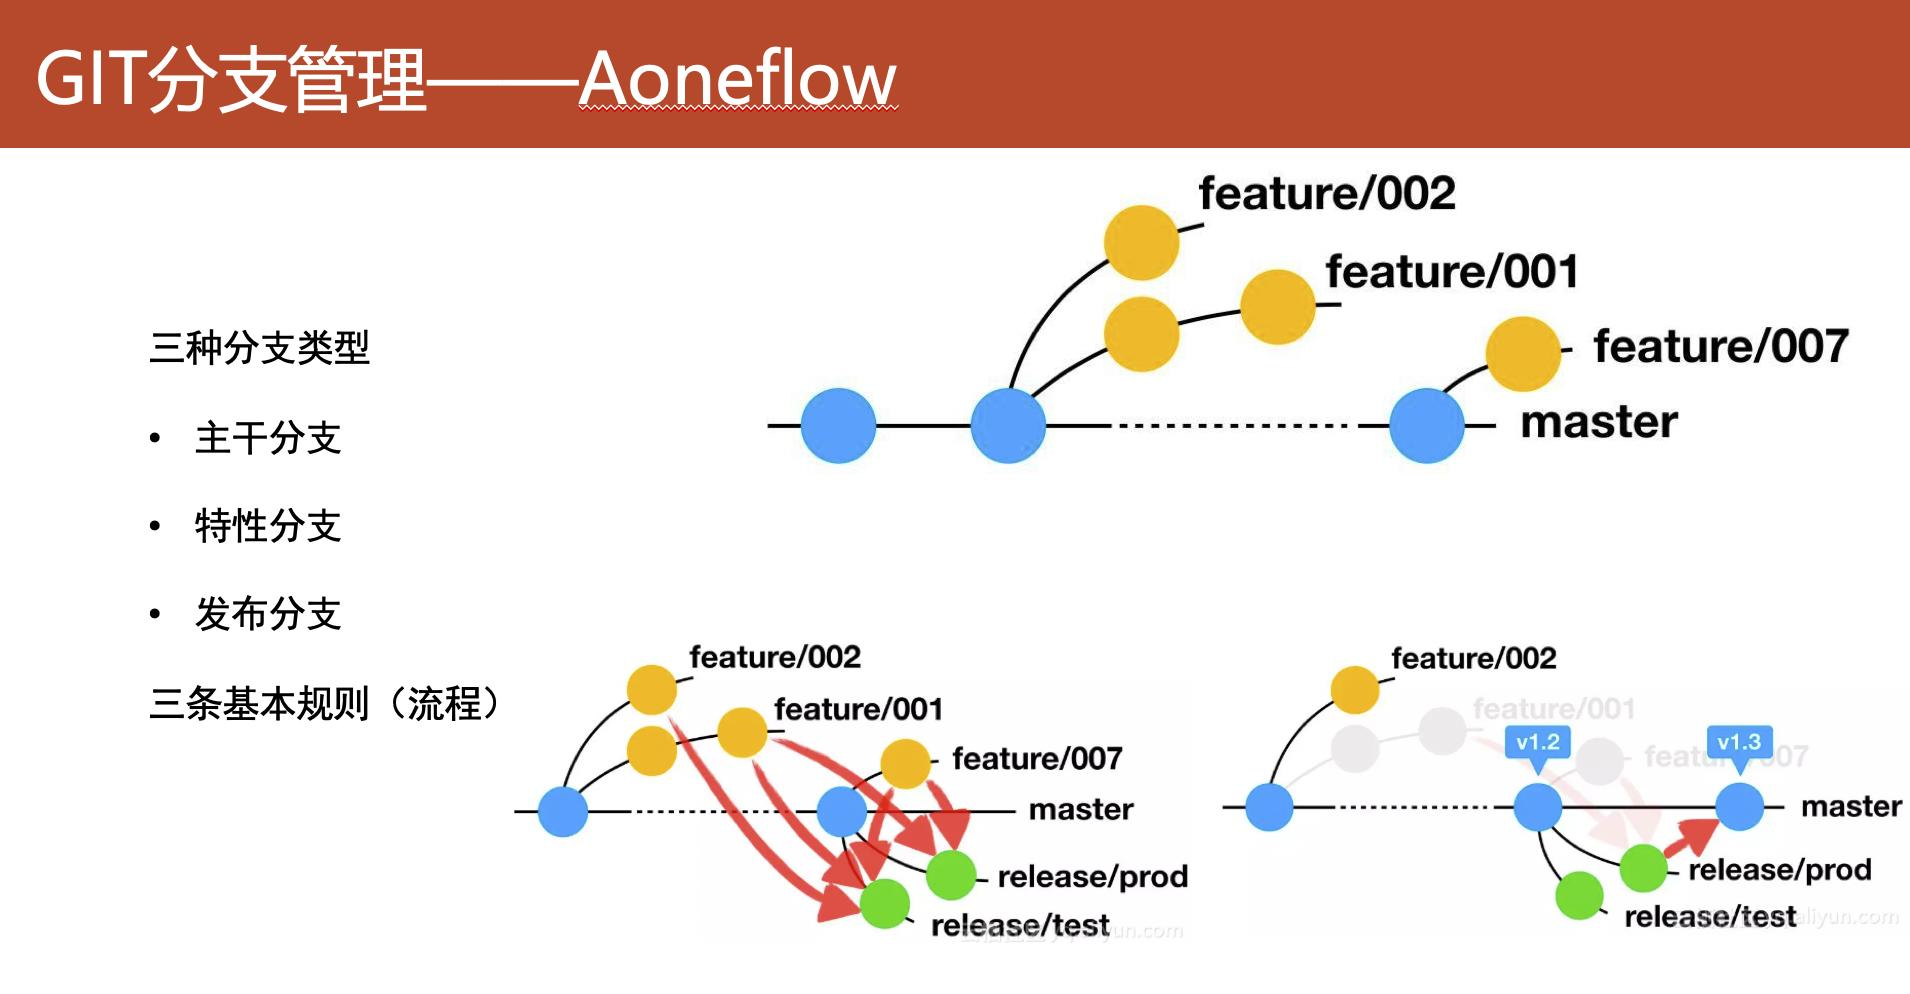 GIT分支管理——Aoneflow
三种分支类型
• 主干分支
• 特性分支
• 发布分支
三条基本规则（流程）
feature/002
feature/001
feature/007
master
feature/002
feature/001
feature/007
master
release/prod
release/test
feature/002
feature/001
v1.2
v1.3
feature/007
master
release/prod
release/test